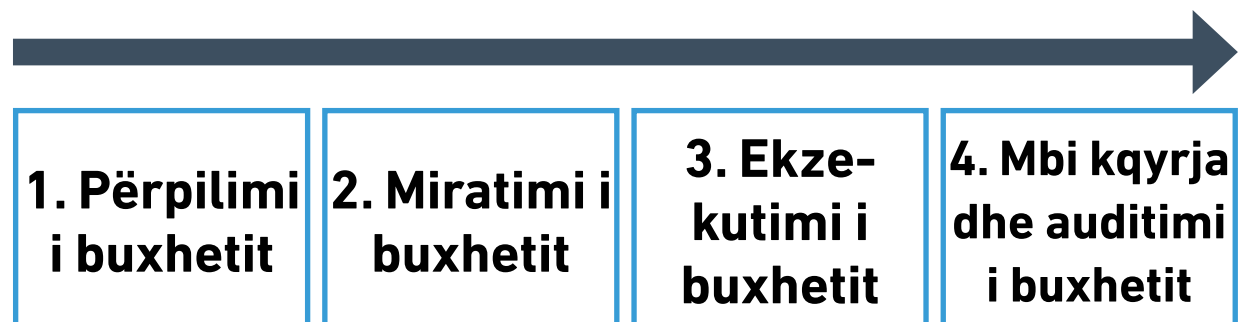 1. Përpilimi
i buxhetit
2. Miratimi i
buxhetit
3. Ekze-
kutimi i
buxhetit
4. Mbi kqyrja
dhe auditimi
i buxhetit